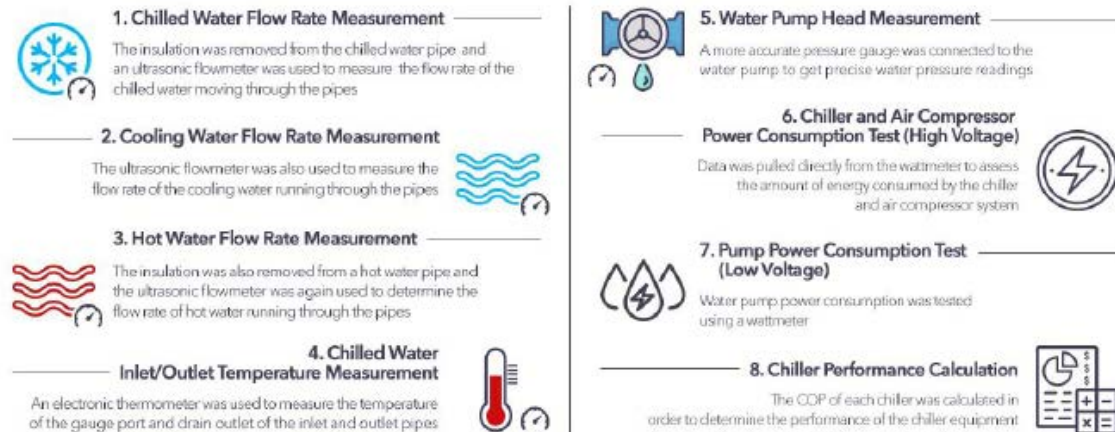 1. Chilled Water Flow Rate Measurement
The insulation was removed from the chilled water pipe and
an ultrasonic flowmeter was used to measure the flow rate of the
chilled water moving through the pipes
2. Cooling Water Flow Rate Measurement
The ultrasonic flowmeter was also used to measure the
flow rate of the cooling water running through the pipes
3. Hot Water Flow Rate Measurement
The insulation was also removed from a hot water pipe and
the ultrasonic flowmeter was again used to determine the
flow rate of hot water running through the pipes
4. Chilled Water
Inlet/Outlet Temperature Measurement
An electronic thermometer was used to measure the temperature
of the gauge port and drain outlet of the inlet and outlet pipes
5. Water Pump Head Measurement
A more accurate pressure gauge was connected to the
water pump to get precise water pressure readings
6. Chiller and Air Compressor
Power Consumption Test (High Voltage)
Data was pulled directly from the wattmeter to assess
the amount of energy consumed by the chiller
and air compressor system
7. Pump Power Consumption Test
(Low Voltage)
Water pump power consumption was tested
using a wattmeter
8. Chiller Performance Calculation
The COP of each chiller was calculated in
order to determine the performance of the chiller equipment